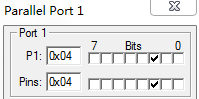 Parallel Port 1
Port 1
7 Bits 0
P1: 0x04
Pins: 0x04